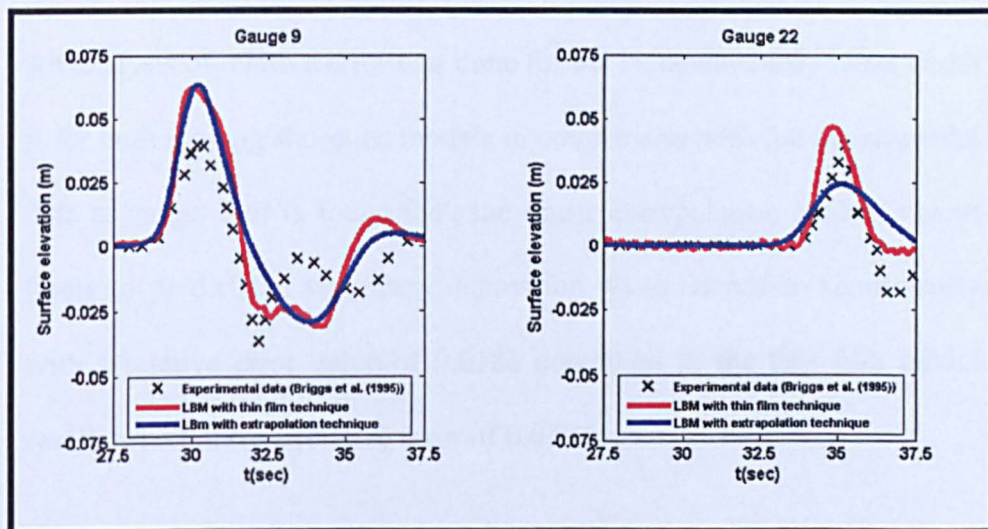 Gauge 9
0.075
0.05
0.025
0
-0.025
-0.05
0.075
Surface elevation (m)
Experimental data (Briggs et al. (1995))
LBM with thin film technique
LBm with extrapolation technique
27.5
30
32.5
35
37.5
t(sec)
Gauge 22
0.075
0.05
0.025
0
-0.025
-0.05
0.075
Surface elevation (m)
Experimental data (Briggs et al. (1995))
LBM with thin film technique
LBM with extrapolation technique
27.5
30
32.5
35
37.5
t(sec)